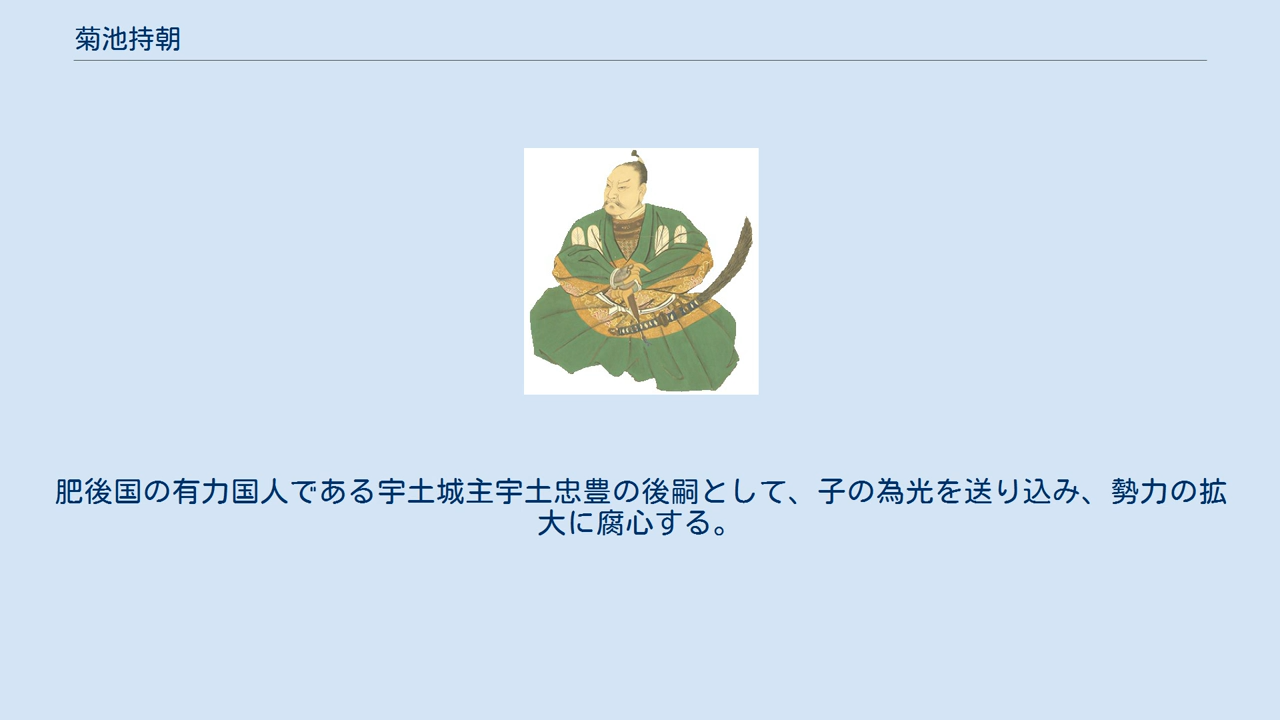 菊池持朝
肥後国の有力国人である宇土城主宇土忠豊の後嗣として、子の為光を送り込み、勢力の拡
大に腐心する。